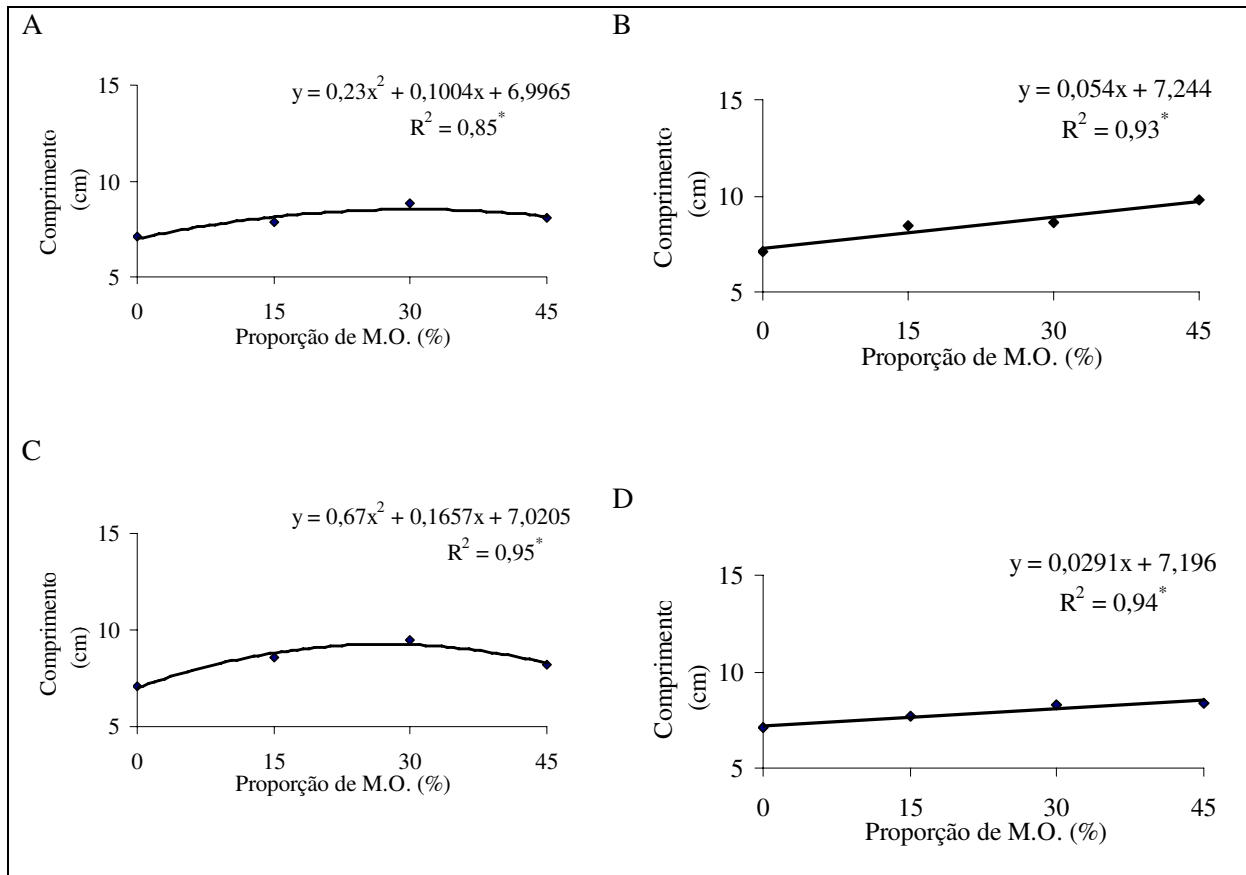 A
y = 0,23x² + 0,1004x + 6,9965
R² = 0,85*
Comprimento
(cm)
15
10
5
0 15 30 45
Proporção de M.O. (%)
B
y = 0,054x + 7,244
R² = 0,93*
Comprimento
(cm)
15
10
5
0 15 30 45
Proporção de M.O. (%)
C
y = 0,67x² + 0,1657x + 7,0205
R² = 0,95*
Comprimento
(cm)
15
10
5
0 15 30 45
Proporção de M.O. (%)
D
y = 0,0291x + 7,196
R² = 0,94*
Comprimento
(cm)
15
10
5
0 15 30 45
Proporção de M.O. (%)